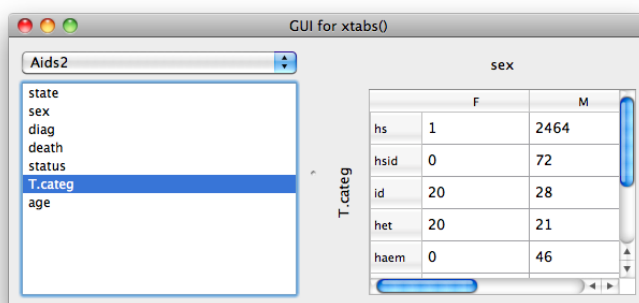 GUI for xtabs()
Aids2
state
sex
diag
death
status
T.categ
age
sex
T.categ
F M
hs 1 2464
hsid 0 72
id 20 28
het 20 21
haem 0 46